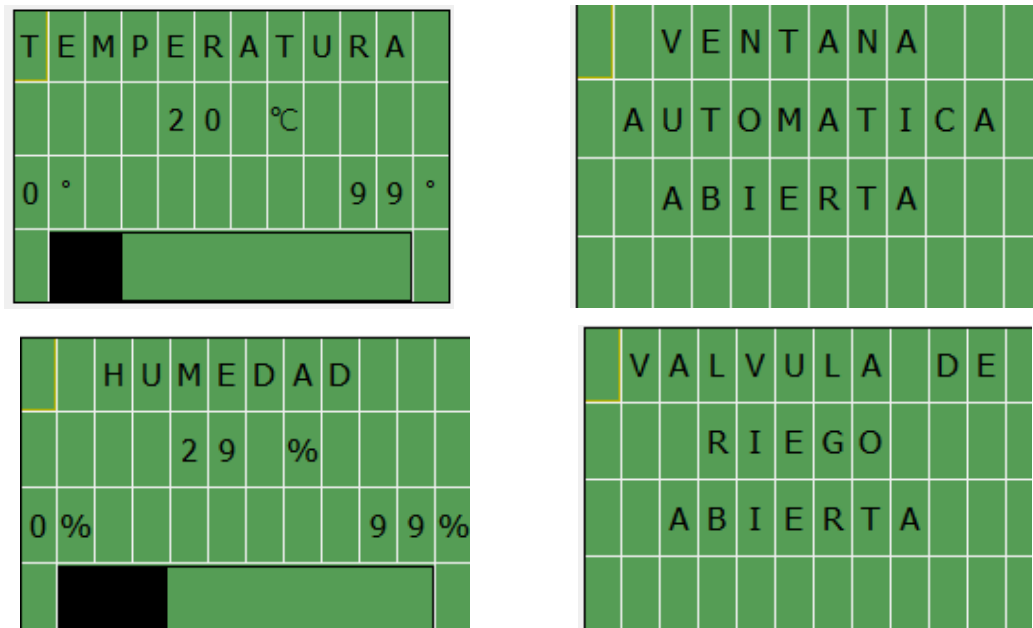 TEMPERATURA
20 ℃
0° 99°
VENTANA
AUTOMATICA
ABIERTA
HUMEDAD
29 %
0% 99%
VALVULA DE
RIEGO
ABIERTA